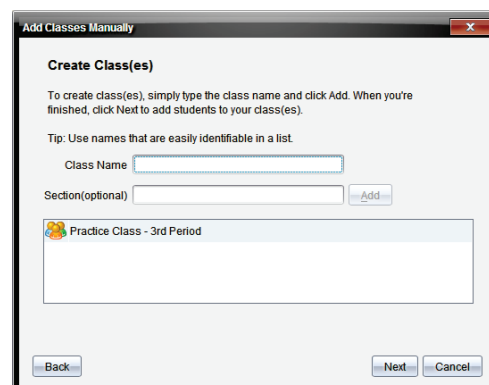 Add Classes Manually
X
Create Class(es)
To create class(es), simply type the class name and click Add. When you're
finished, click Next to add students to your class(es).
Tip: Use names that are easily identifiable in a list.
Class Name
Section(optional) Add
Practice Class - 3rd Period
Back Next Cancel